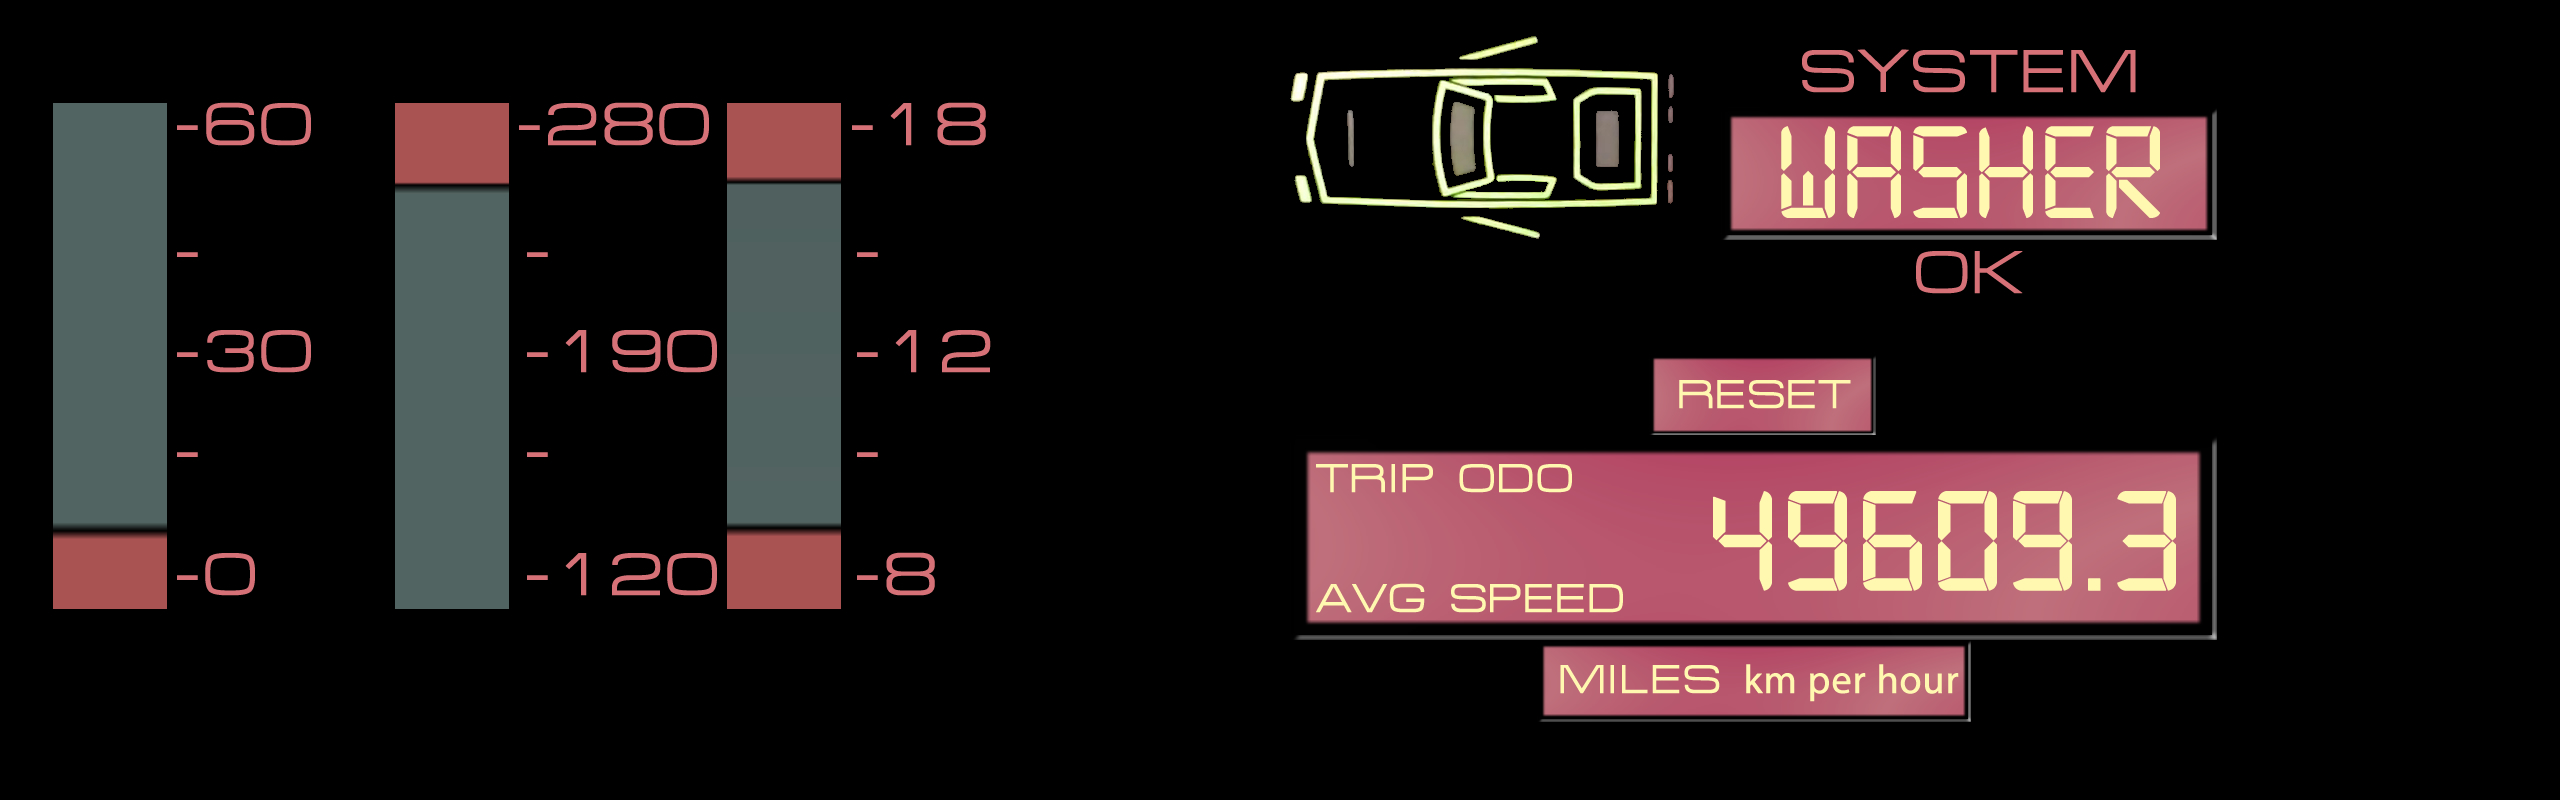 -60
-
-30
-
-0
-280
-
-190
-
-120
-18
-
-12
-
-8
SYSTEM
WASHER
OK
RESET
TRIP ODO
49609.3
AVG SPEED
MILES km per hour